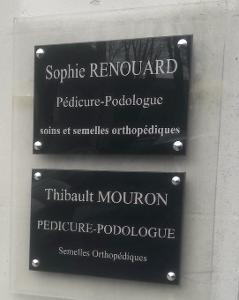 Sophie RENOUARD
Pédicure-Podologue
soins et semelles orthopédiques
Thibault MOURON
PEDICURE-PODOLOGUE
Semelles Orthopédiques